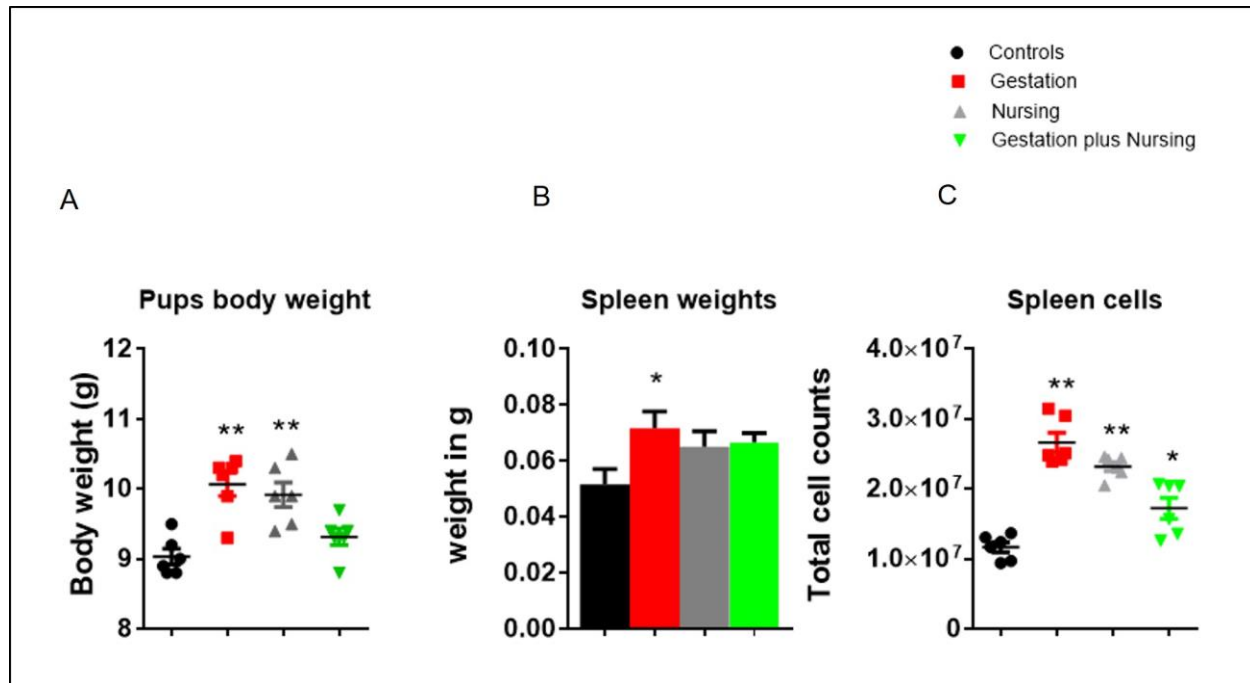 Controls
Gestation
Nursing
Gestation plus Nursing
A
B
C
Pups body weight
Body weight (g)
12
11
10
9
8
**
**
Spleen weights
weight in g
0.10
0.08
0.06
0.04
0.02
0.00
*
Spleen cells
Total cell counts
4.0×10⁷
3.0×10⁷
2.0×10⁷
1.0×10⁷
0
**
**
*